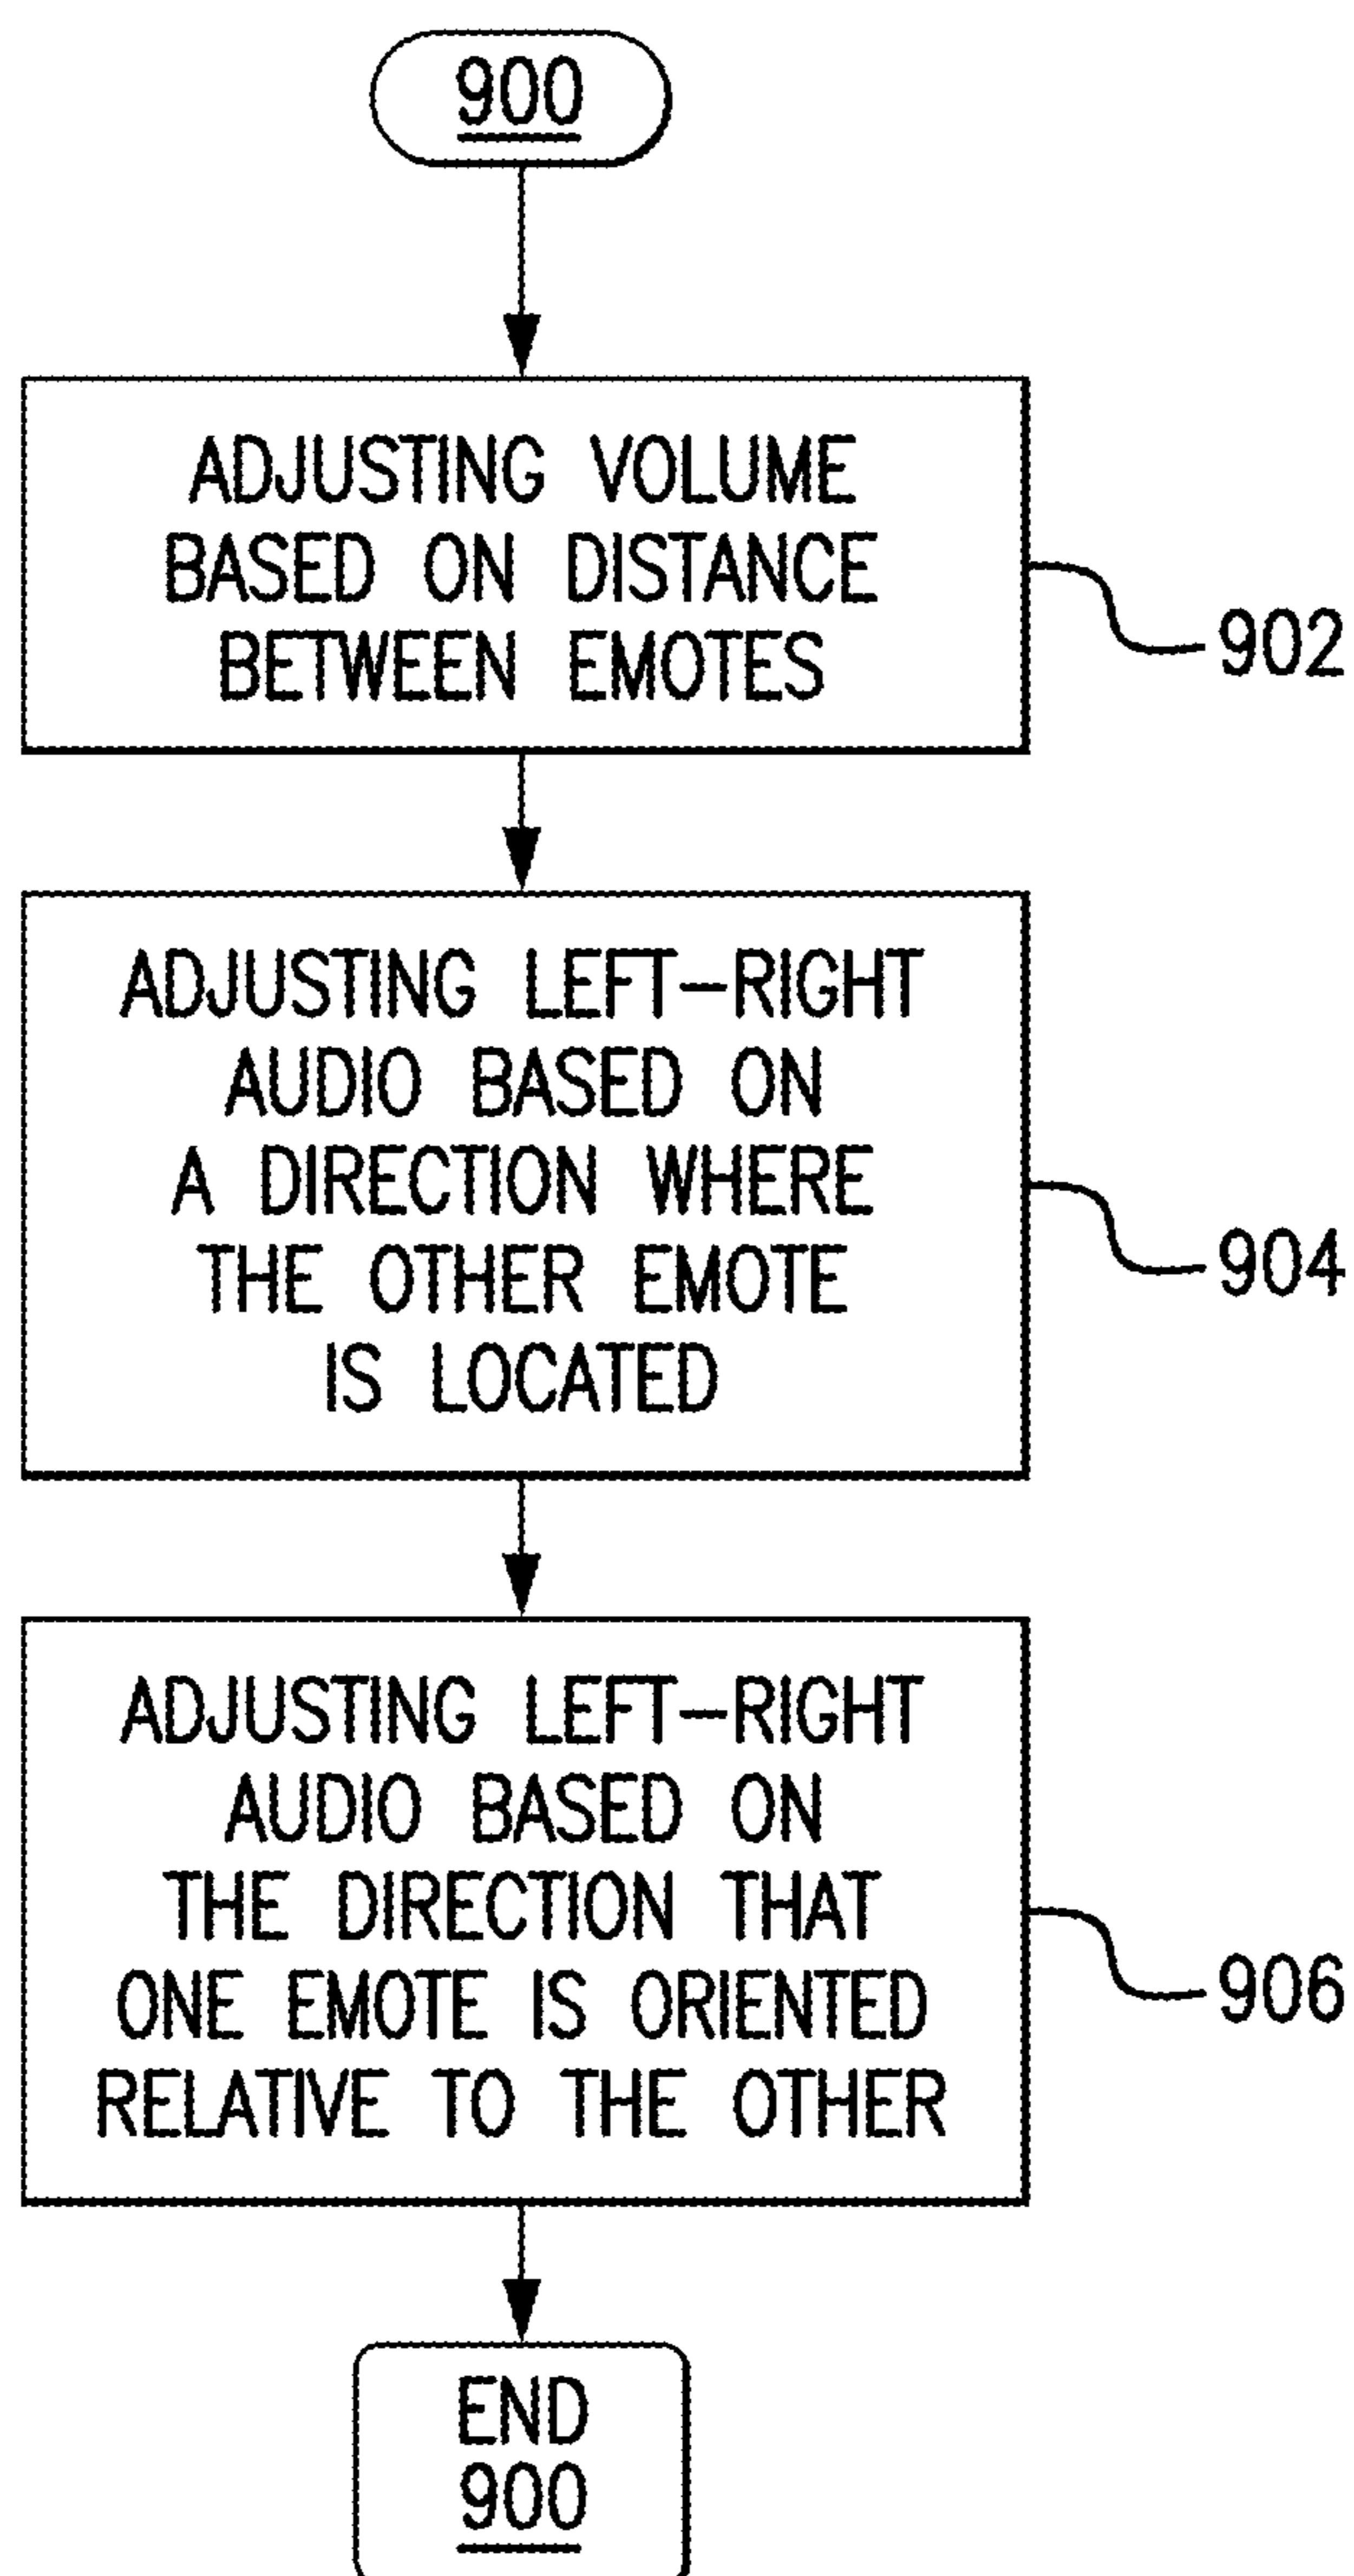 900
ADJUSTING VOLUME
BASED ON DISTANCE
BETWEEN EMOTES
902
ADJUSTING LEFT-RIGHT
AUDIO BASED ON
A DIRECTION WHERE
THE OTHER EMOTE
IS LOCATED
904
ADJUSTING LEFT-RIGHT
AUDIO BASED ON
THE DIRECTION THAT
ONE EMOTE IS ORIENTED
RELATIVE TO THE OTHER
906
END
900